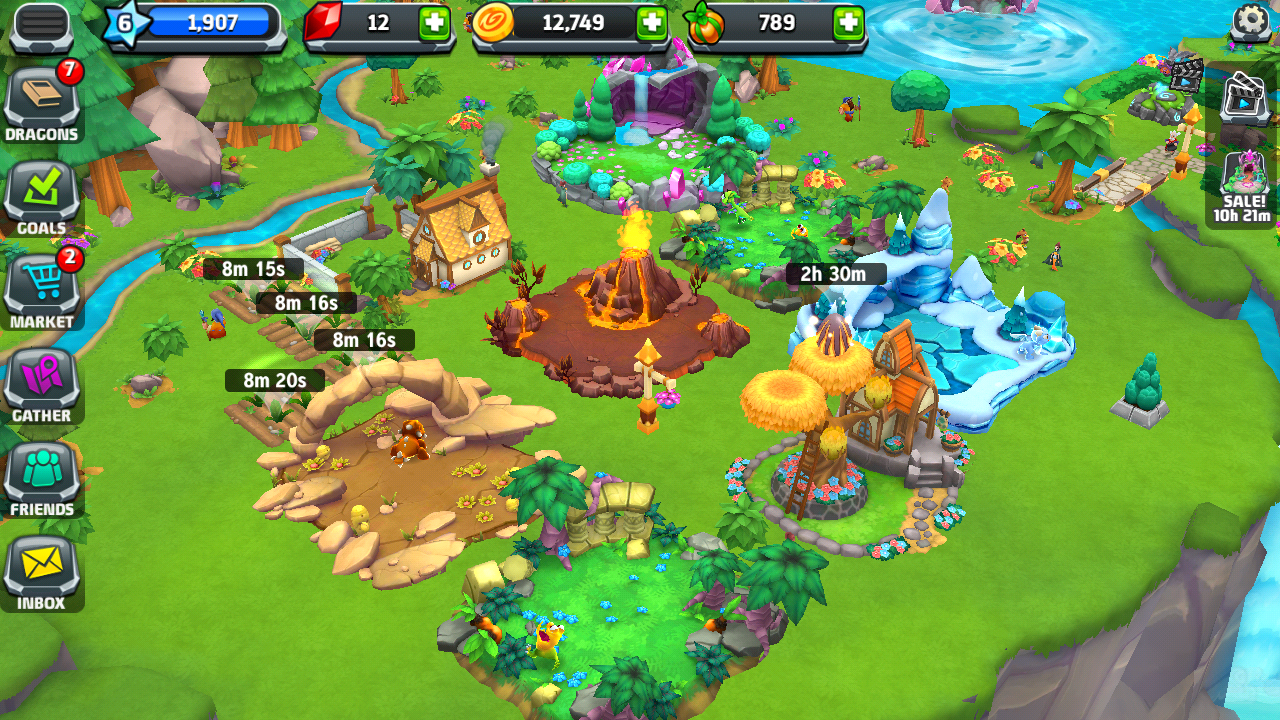 6
1,907
12
12,749
789
7
DRAGONS
GOALS
2
MARKET
GATHER
FRIENDS
INBOX
SALE!
10h 21m
8m 15s
8m 16s
8m 16s
8m 20s
2h 30m